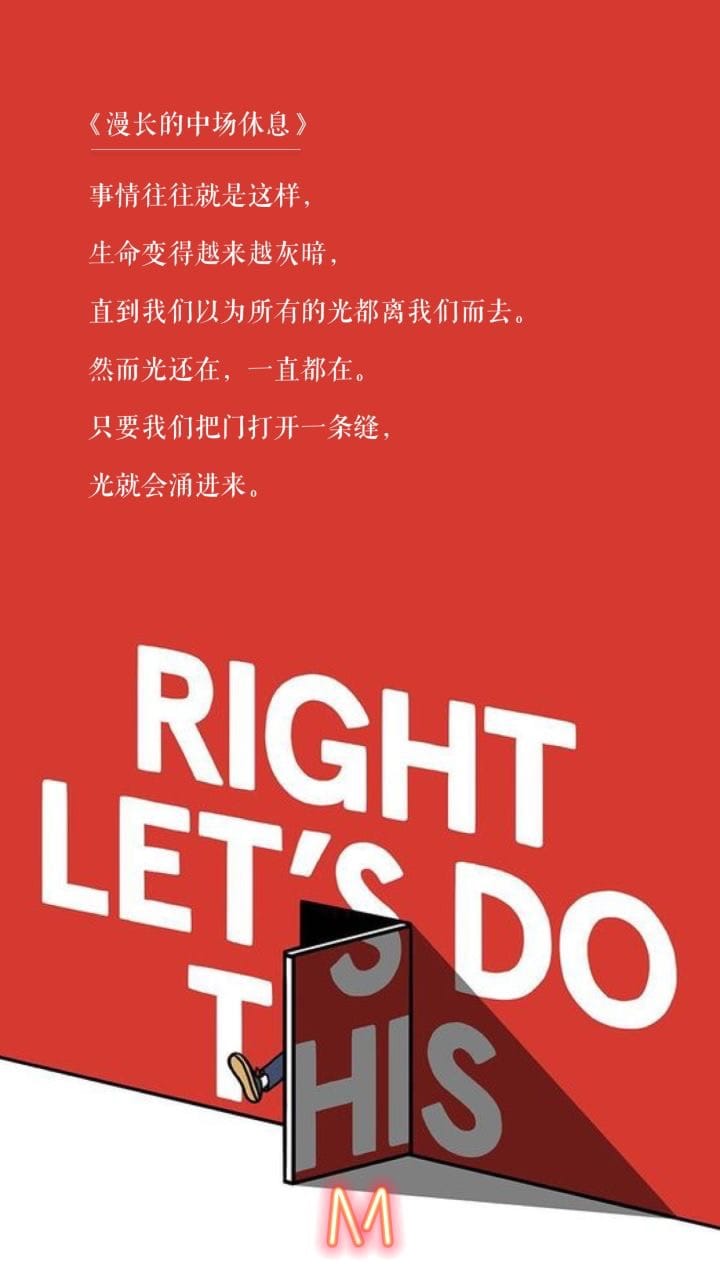 《漫长的中场休息》
事情往往就是这样，
生命变得越来越灰暗，
直到我们以为所有的光都离我们而去。
然而光还在，一直都在。
只要我们把门打开一条缝，
光就会涌进来。
RIGHT
LET'S DO
THIS
M